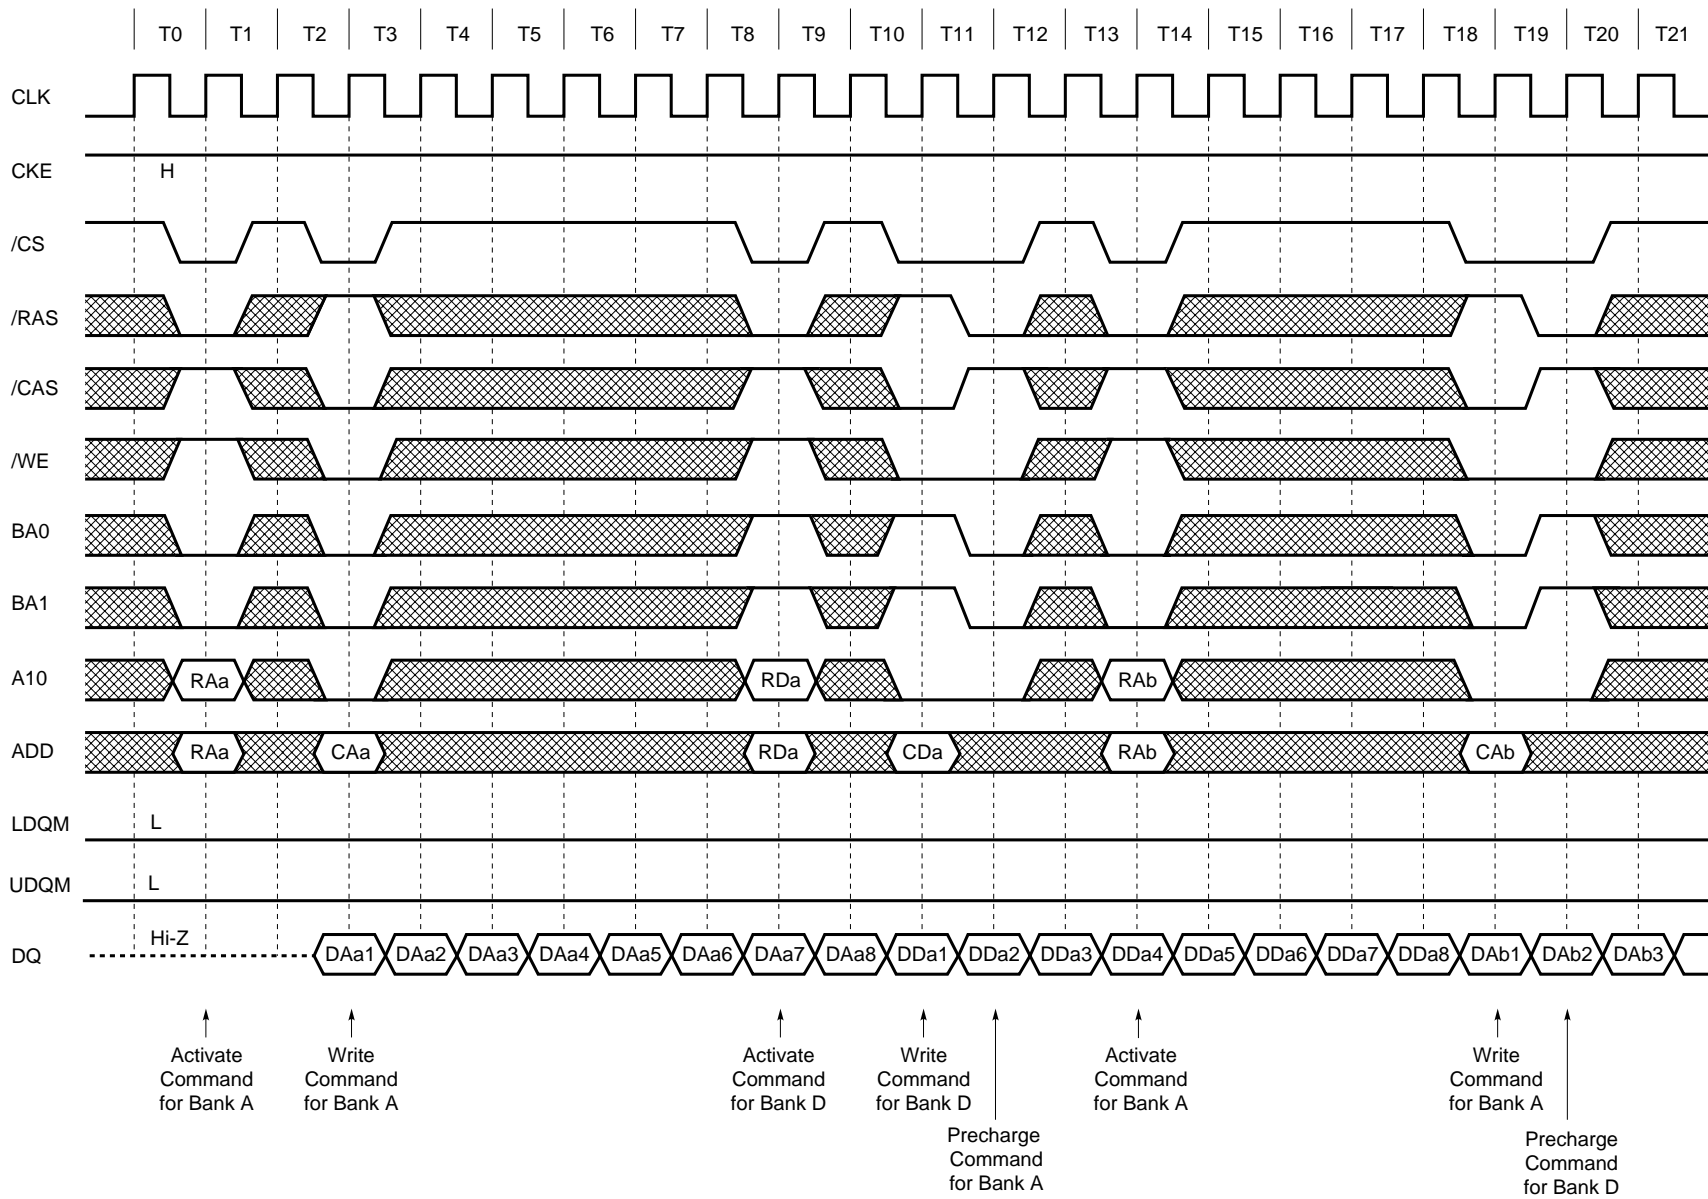 T0 T1 T2 T3 T4 T5 T6 T7 T8 T9 T10 T11 T12 T13 T14 T15 T16 T17 T18 T19 T20 T21
CLK
CKE H
/CS
/RAS
/CAS
/WE
BA0
BA1
A10 RAa RDa RAb
ADD RAa CAa RDa CDa RAb CAb
LDQM L
UDQM L
DQ Hi-Z DAa1 DAa2 DAa3 DAa4 DAa5 DAa6 DAa7 DAa8 DDa1 DDa2 DDa3 DDa4 DDa5 DDa6 DDa7 DDa8 DAb1 DAb2 DAb3
Activate
Command
for Bank A
Write
Command
for Bank A
Activate
Command
for Bank D
Write
Command
for Bank D
Precharge
Command
for Bank A
Activate
Command
for Bank A
Write
Command
for Bank A
Precharge
Command
for Bank D